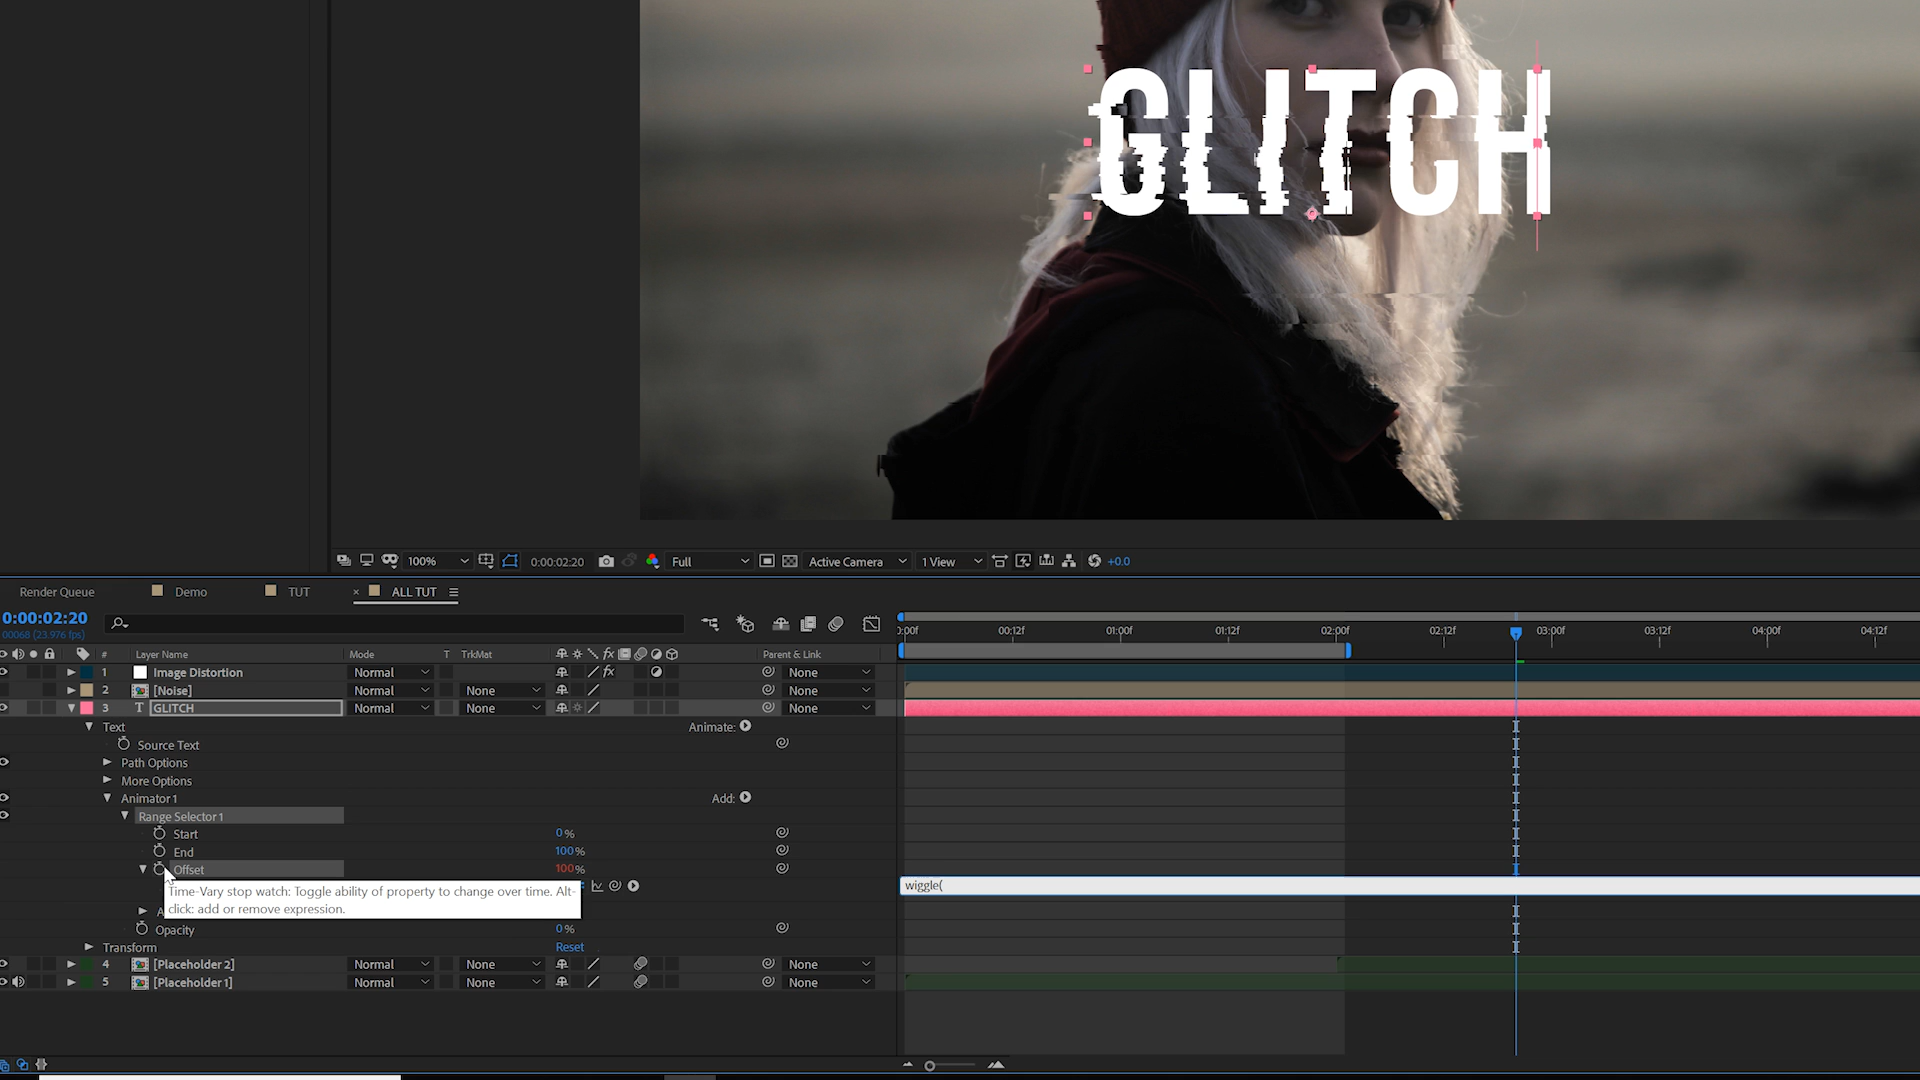 GLITCH
100%
0:00:02:20
Full
Active Camera
1 View
+0.0
Render Queue
Demo
TUT
× ALL TUT
0:00:02:20
00068 (23.976 fps)
:00f 00:12f 01:00f 01:12f 02:00f 02:12f 03:00f 03:12f 04:00f 04:12f
# Layer Name Mode T TrkMat Parent & Link
1 Image Distortion Normal None
2 [Noise] Normal None None
3 T GLITCH Normal None None
Text Animate:
Source Text
Path Options
More Options
Animator 1 Add:
Range Selector 1
Start 0%
End 100%
Offset 100%
wiggle(
Time-Vary stop watch: Toggle ability of property to change over time. Alt-
click: add or remove expression.
A
Opacity 0%
Transform Reset
4 [Placeholder 2] Normal None None
5 [Placeholder 1] Normal None None